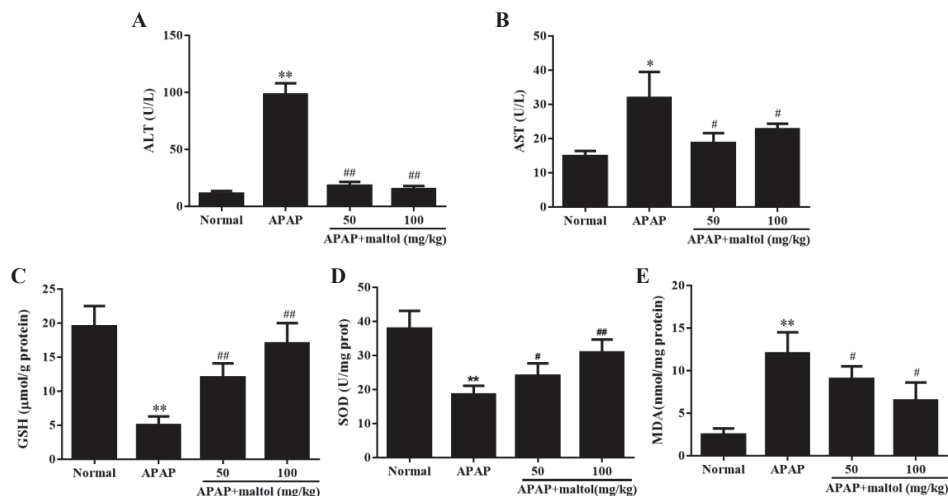 A
ALT (U/L)
150
100
50
0
**
##
##
Normal
APAP
50
100
APAP+maltol (mg/kg)
B
AST (U/L)
50
40
30
20
10
0
*
#
#
Normal
APAP
50
100
APAP+maltol (mg/kg)
C
GSH (μmol/g protein)
25
20
15
10
5
0
**
##
##
Normal
APAP
50
100
APAP+maltol (mg/kg)
D
SOD (U/mg prot)
50
40
30
20
10
0
**
#
##
Normal
APAP
50
100
APAP+maltol(mg/kg)
E
MDA(nmol/mg protein)
20
15
10
5
0
**
#
#
Normal
APAP
50
100
APAP+maltol (mg/kg)